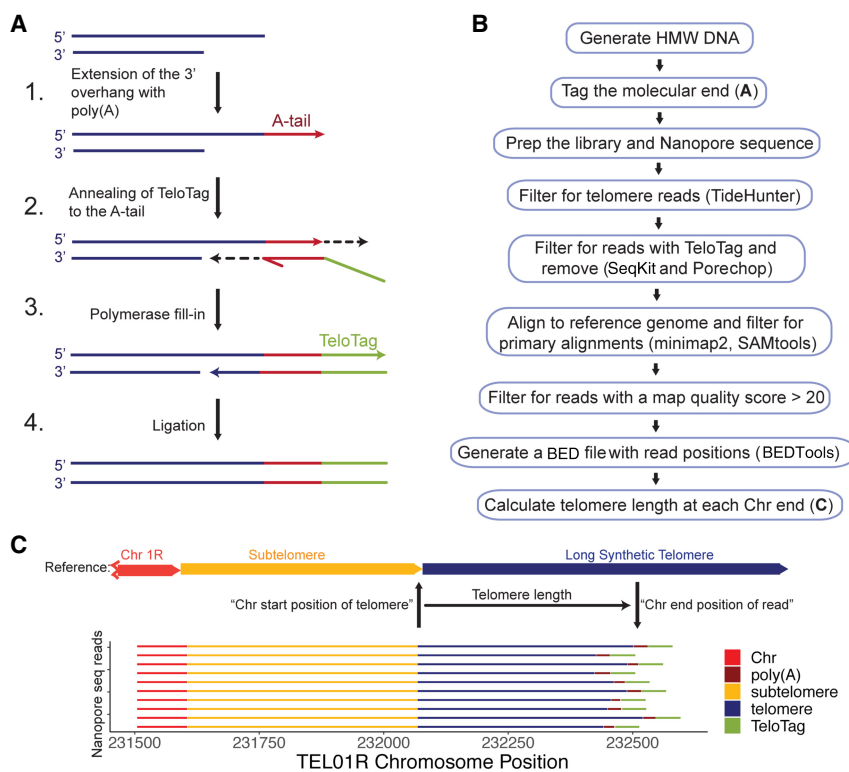 A
5’
3’
1.
Extension of the 3’
overhang with
poly(A)
A-tail
5’
3’
2.
Annealing of TeloTag
to the A-tail
5’
3’
3.
Polymerase fill-in
TeloTag
5’
3’
4.
Ligation
5’
3’
B
Generate HMW DNA
Tag the molecular end (A)
Prep the library and Nanopore sequence
Filter for telomere reads (TideHunter)
Filter for reads with TeloTag and
remove (SeqKit and Porechop)
Align to reference genome and filter for
primary alignments (minimap2, SAMtools)
Filter for reads with a map quality score > 20
Generate a BED file with read positions (BEDTools)
Calculate telomere length at each Chr end (C)
C
Chr 1R
Subtelomere
Long Synthetic Telomere
Reference:
“Chr start position of telomere”
Telomere length
“Chr end position of read”
Nanopore seq reads
Chr
poly(A)
subtelomere
telomere
TeloTag
231500
231750
232000
232250
232500
TEL01R Chromosome Position